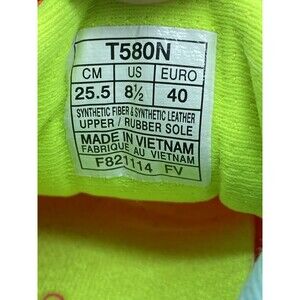 T580N
CM US EURO
25.5 8½ 40
SYNTHETIC FIBER & SYNTHETIC LEATHER
UPPER / RUBBER SOLE
MADE IN VIETNAM
FABRIQUE AU VIETNAM
F821114 FV